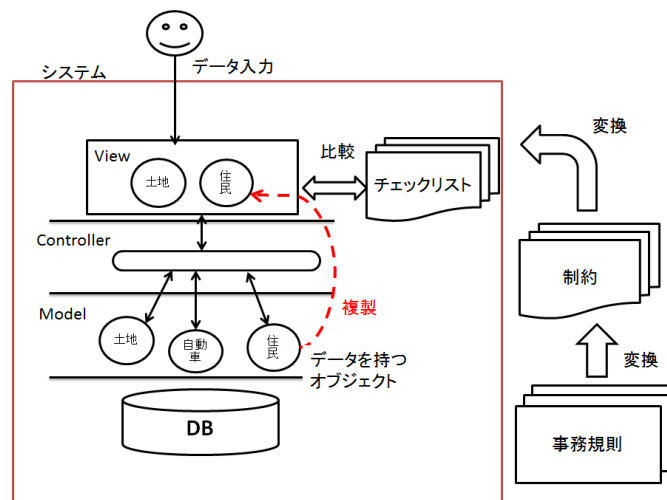 システム
データ入力
View
土地
住
民
比較
チェックリスト
変換
Controller
制約
Model
複製
土地
自動
車
住
民
データを持つ
オブジェクト
変換
DB
事務規則